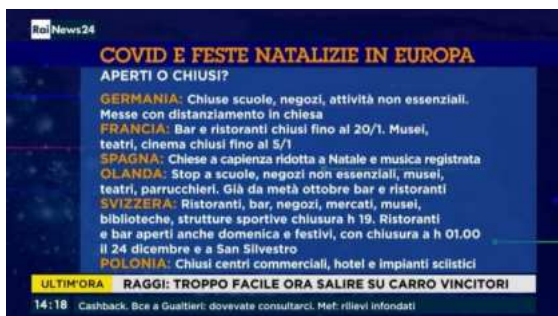 Rai News24
COVID E FESTE NATALIZIE IN EUROPA
APERTI O CHIUSI?
GERMANIA: Chiuse scuole, negozi, attività non essenziali.
Messe con distanziamento in chiesa
FRANCIA: Bar e ristoranti chiusi fino al 20/1. Musei,
teatri, cinema chiusi fino al 5/1
SPAGNA: Chiese a capienza ridotta a Natale e musica registrata
OLANDA: Stop a scuole, negozi non essenziali, musei,
teatri, parrucchieri. Già da metà ottobre bar e ristoranti
SVIZZERA: Ristoranti, bar, negozi, mercati, musei,
biblioteche, strutture sportive chiusura h 19. Ristoranti
e bar aperti anche domenica e festivi, con chiusura a h 01.00
il 24 dicembre e a San Silvestro
POLONIA: Chiusi centri commerciali, hotel e impianti sciistici
ULTIM'ORA RAGGI: TROPPO FACILE ORA SALIRE SU CARRO VINCITORI
14:18 Cashback. Bce a Gualtieri: dovevate consultarci. Mef: rilievi infondati